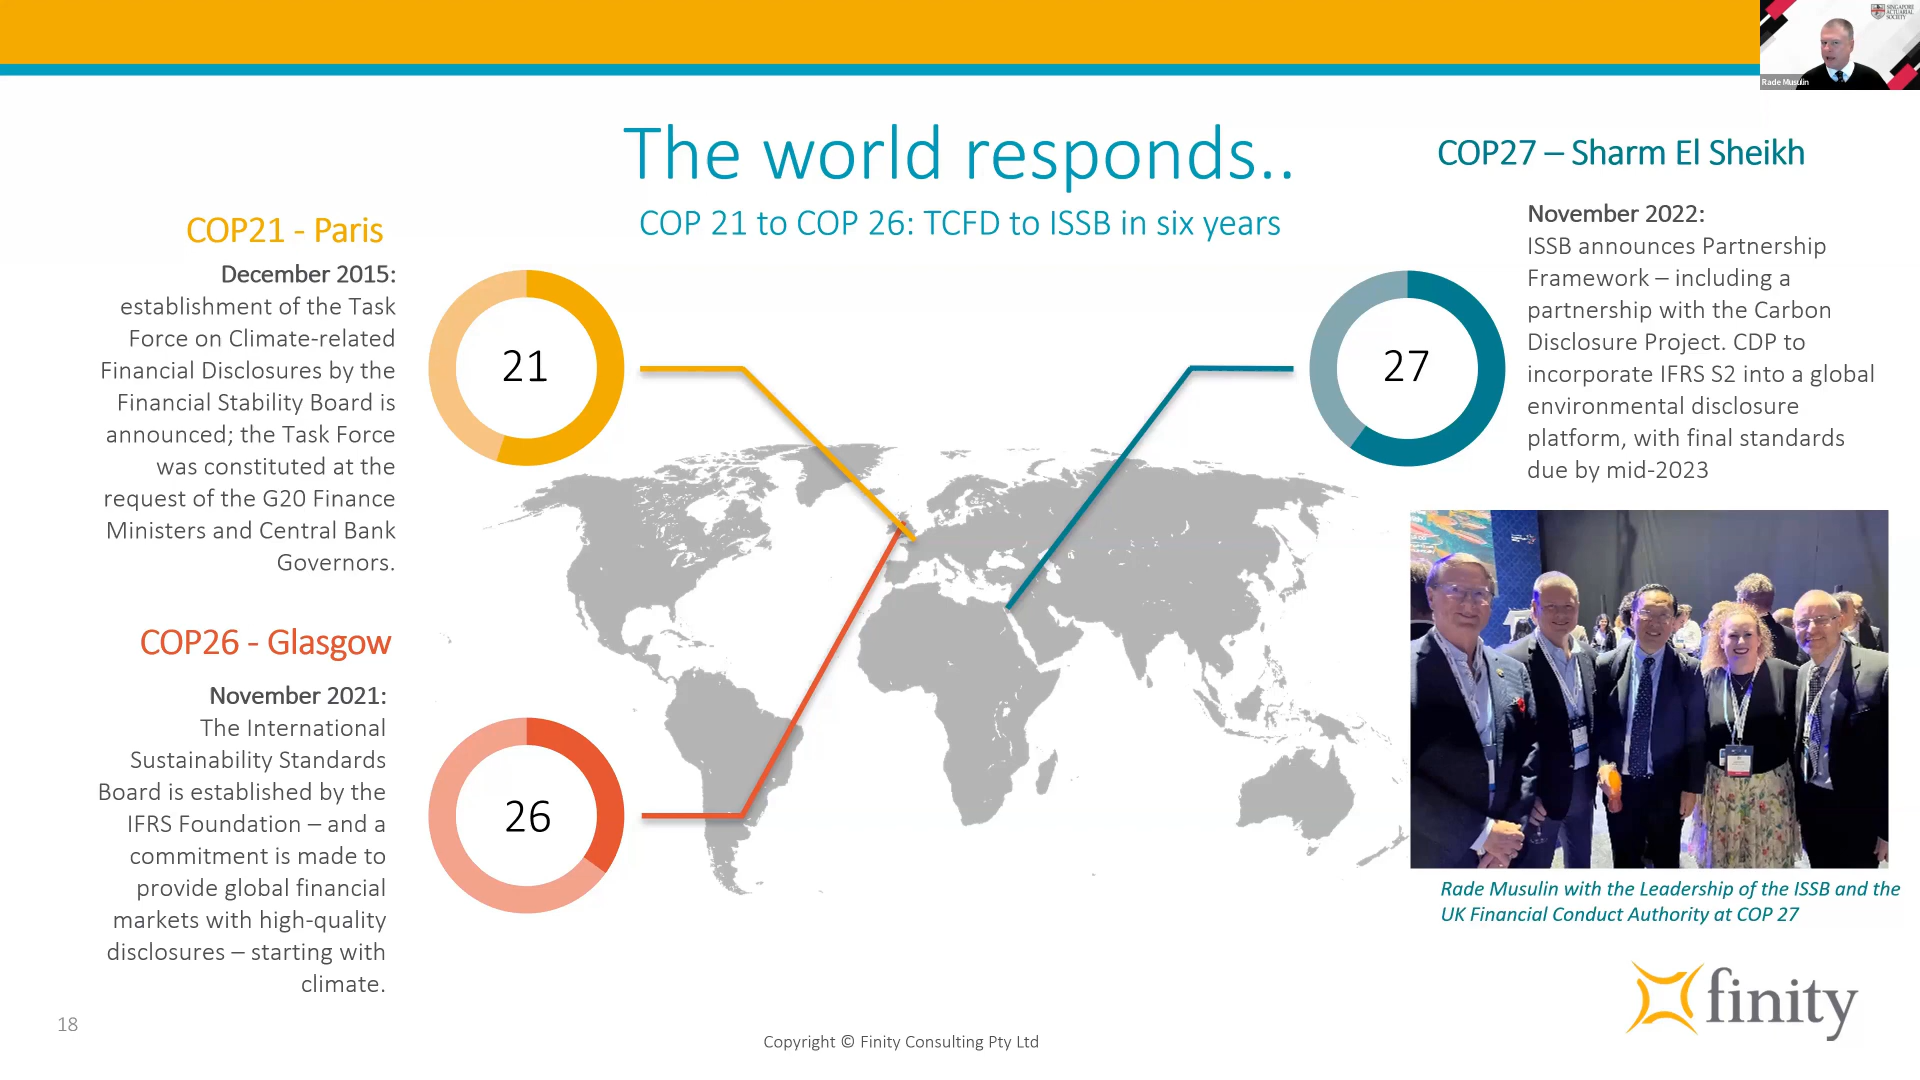 SINGAPORE
ACTUARIAL
SOCIETY
Rade Musulin
The world responds..
COP 21 to COP 26: TCFD to ISSB in six years
COP21 - Paris
December 2015:
establishment of the Task
Force on Climate-related
Financial Disclosures by the
Financial Stability Board is
announced; the Task Force
was constituted at the
request of the G20 Finance
Ministers and Central Bank
Governors.
21
COP26 - Glasgow
November 2021:
The International
Sustainability Standards
Board is established by the
IFRS Foundation – and a
commitment is made to
provide global financial
markets with high-quality
disclosures – starting with
climate.
26
COP27 – Sharm El Sheikh
November 2022:
ISSB announces Partnership
Framework – including a
partnership with the Carbon
Disclosure Project. CDP to
incorporate IFRS S2 into a global
environmental disclosure
platform, with final standards
due by mid-2023
27
Rade Musulin with the Leadership of the ISSB and the
UK Financial Conduct Authority at COP 27
finity
18
Copyright © Finity Consulting Pty Ltd